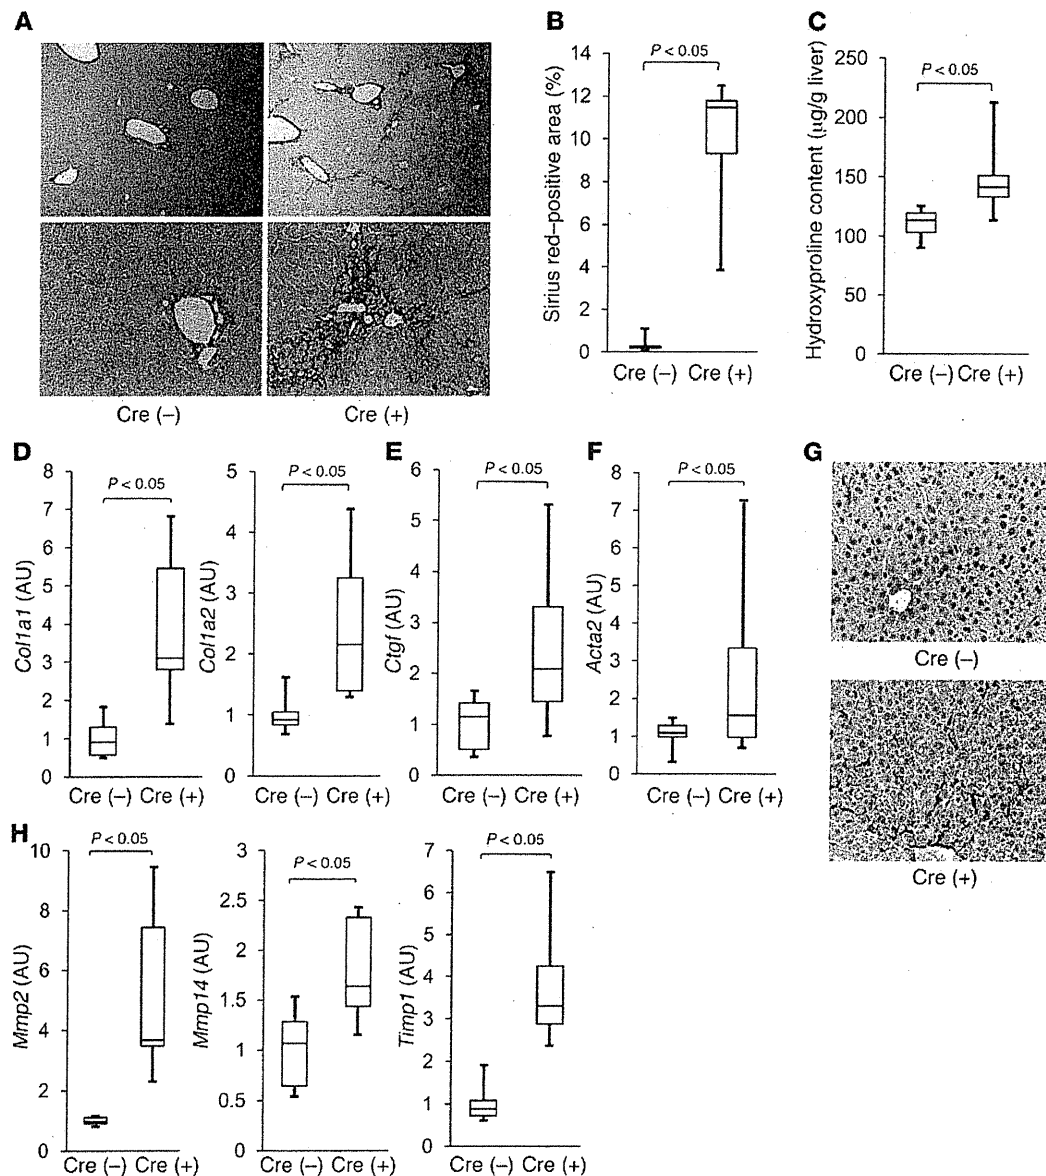 A
Cre (–)
Cre (+)
B
Sirius red–positive area (%)
P < 0.05
14
12
10
8
6
4
2
0
Cre (–) Cre (+)
C
Hydroxyproline content (µg/g liver)
P < 0.05
250
200
150
100
50
0
Cre (–) Cre (+)
D
Col1a1 (AU)
P < 0.05
8
7
6
5
4
3
2
1
0
Cre (–) Cre (+)
Col1a2 (AU)
P < 0.05
5
4
3
2
1
0
Cre (–) Cre (+)
E
Ctgf (AU)
P < 0.05
6
5
4
3
2
1
0
Cre (–) Cre (+)
F
Acta2 (AU)
P < 0.05
8
7
6
5
4
3
2
1
0
Cre (–) Cre (+)
G
Cre (–)
Cre (+)
H
Mmp2 (AU)
P < 0.05
10
8
6
4
2
0
Cre (–) Cre (+)
Mmp14 (AU)
P < 0.05
3
2.5
2
1.5
1
0.5
0
Cre (–) Cre (+)
Timp1 (AU)
P < 0.05
7
6
5
4
3
2
1
0
Cre (–) Cre (+)